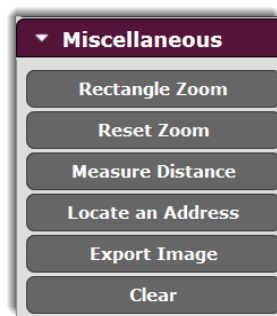 Miscellaneous
Rectangle Zoom
Reset Zoom
Measure Distance
Locate an Address
Export Image
Clear